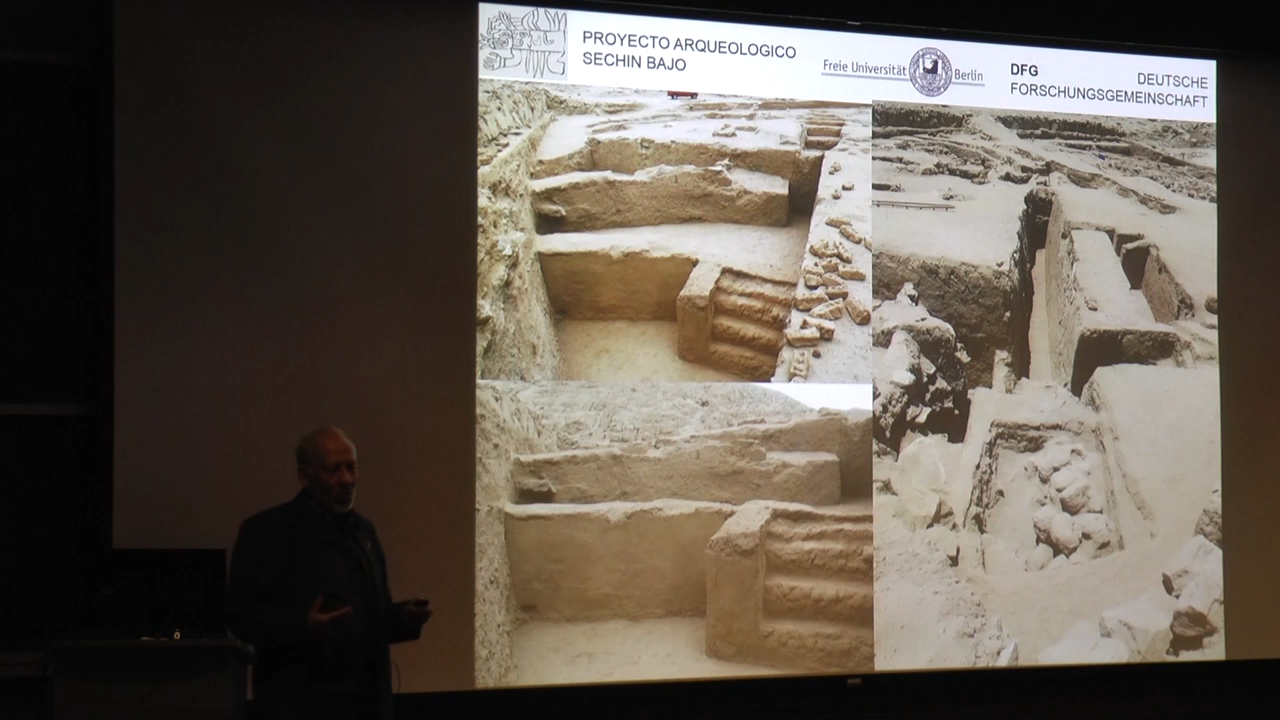 PROYECTO ARQUEOLOGICO
SECHIN BAJO
Freie Universität Berlin
DFG DEUTSCHE
FORSCHUNGSGEMEINSCHAFT